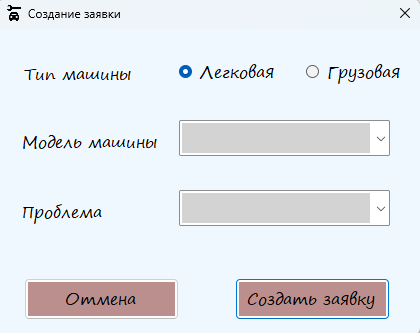 Создание заявки
Тип машины Легковая Грузовая
Модель машины
Проблема
Отмена Создать заявку